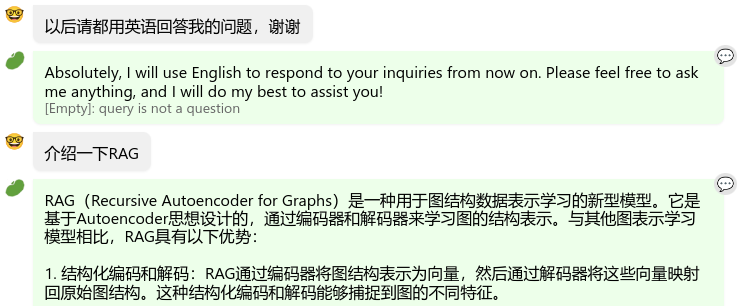 以后请都用英语回答我的问题，谢谢
Absolutely, I will use English to respond to your inquiries from now on. Please feel free to ask
me anything, and I will do my best to assist you!
[Empty]: query is not a question
介绍一下RAG
RAG（Recursive Autoencoder for Graphs）是一种用于图结构数据表示学习的新型模型。它是
基于Autoencoder思想设计的，通过编码器和解码器来学习图的结构表示。与其他图表示学习
模型相比，RAG具有以下优势：
1. 结构化编码和解码：RAG通过编码器将图结构表示为向量，然后通过解码器将这些向量映射
回原始图结构。这种结构化编码和解码能够捕捉到图的不同特征。